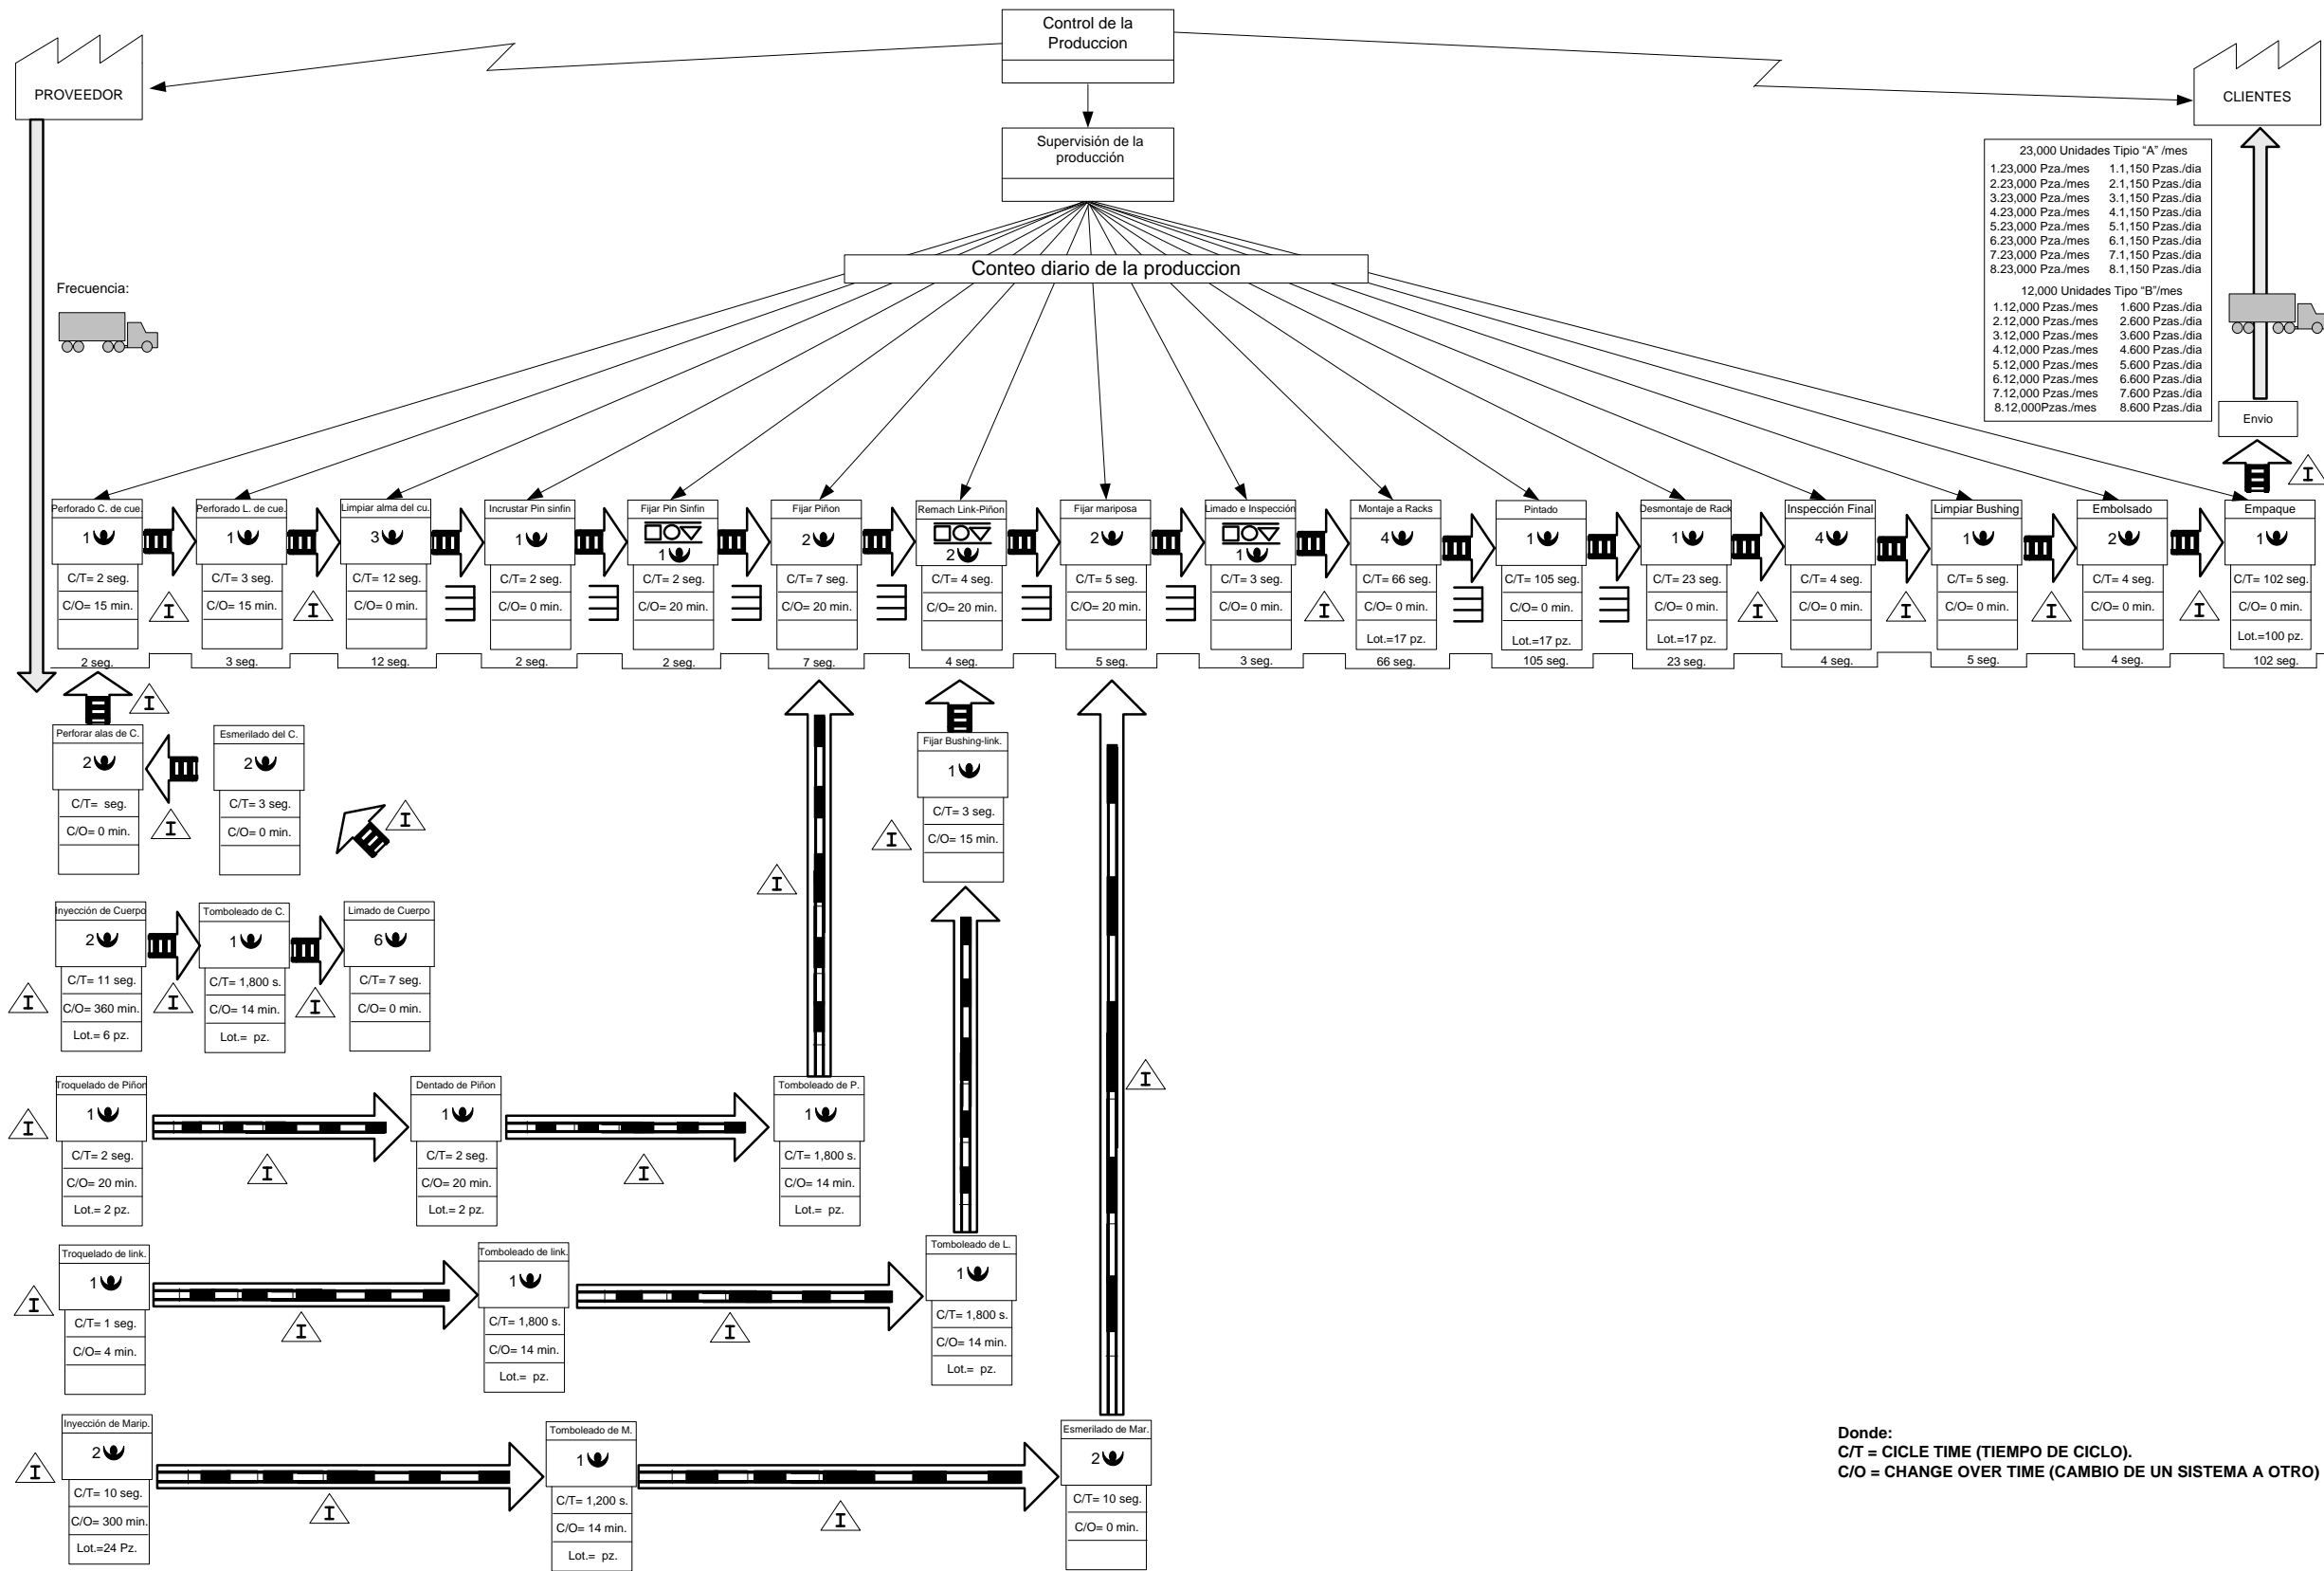 Control de la
Produccion
PROVEEDOR
CLIENTES
Supervisión de la
producción
23,000 Unidades Tipio “A” /mes
1.23,000 Pza./mes 1.1,150 Pzas./dia
2.23,000 Pza./mes 2.1,150 Pzas./dia
3.23,000 Pza./mes 3.1,150 Pzas./dia
4.23,000 Pza./mes 4.1,150 Pzas./dia
5.23,000 Pza./mes 5.1,150 Pzas./dia
6.23,000 Pza./mes 6.1,150 Pzas./dia
7.23,000 Pza./mes 7.1,150 Pzas./dia
8.23,000 Pza./mes 8.1,150 Pzas./dia
12,000 Unidades Tipo “B”/mes
1.12,000 Pzas./mes 1.600 Pzas./dia
2.12,000 Pzas./mes 2.600 Pzas./dia
3.12,000 Pzas./mes 3.600 Pzas./dia
4.12,000 Pzas./mes 4.600 Pzas./dia
5.12,000 Pzas./mes 5.600 Pzas./dia
6.12,000 Pzas./mes 6.600 Pzas./dia
7.12,000 Pzas./mes 7.600 Pzas./dia
8.12,000Pzas./mes 8.600 Pzas./dia
Conteo diario de la produccion
Frecuencia:
Envio
I
Perforado C. de cue.
1
C/T= 2 seg.
C/O= 15 min.
2 seg.
I
Perforado L. de cue.
1
C/T= 3 seg.
C/O= 15 min.
3 seg.
I
Limpiar alma del cu.
3
C/T= 12 seg.
C/O= 0 min.
12 seg.
Incrustar Pin sinfin
1
C/T= 2 seg.
C/O= 0 min.
2 seg.
Fijar Pin Sinfin
1
C/T= 2 seg.
C/O= 20 min.
2 seg.
Fijar Piñon
2
C/T= 7 seg.
C/O= 20 min.
7 seg.
Remach Link-Piñon
2
C/T= 4 seg.
C/O= 20 min.
4 seg.
Fijar mariposa
2
C/T= 5 seg.
C/O= 20 min.
5 seg.
Limado e Inspección
1
C/T= 3 seg.
C/O= 0 min.
3 seg.
I
Montaje a Racks
4
C/T= 66 seg.
C/O= 0 min.
Lot.=17 pz.
66 seg.
Pintado
1
C/T= 105 seg.
C/O= 0 min.
Lot.=17 pz.
105 seg.
Desmontaje de Rack
1
C/T= 23 seg.
C/O= 0 min.
Lot.=17 pz.
23 seg.
I
Inspección Final
4
C/T= 4 seg.
C/O= 0 min.
4 seg.
I
Limpiar Bushing
1
C/T= 5 seg.
C/O= 0 min.
5 seg.
I
Embolsado
2
C/T= 4 seg.
C/O= 0 min.
4 seg.
I
Empaque
1
C/T= 102 seg.
C/O= 0 min.
Lot.=100 pz.
102 seg.
I
Perforar alas de C.
2
C/T= seg.
C/O= 0 min.
I
Esmerilado del C.
2
C/T= 3 seg.
C/O= 0 min.
I
Fijar Bushing-link.
1
C/T= 3 seg.
C/O= 15 min.
I
I
Inyección de Cuerpo
2
C/T= 11 seg.
C/O= 360 min.
Lot.= 6 pz.
I
I
Tomboleado de C.
1
C/T= 1,800 s.
C/O= 14 min.
Lot.= pz.
I
Limado de Cuerpo
6
C/T= 7 seg.
C/O= 0 min.
Troquelado de Piñon
1
C/T= 2 seg.
C/O= 20 min.
Lot.= 2 pz.
I
I
Dentado de Piñon
1
C/T= 2 seg.
C/O= 20 min.
Lot.= 2 pz.
I
Tomboleado de P.
1
C/T= 1,800 s.
C/O= 14 min.
Lot.= pz.
I
Troquelado de link.
1
C/T= 1 seg.
C/O= 4 min.
I
I
Tomboleado de link.
1
C/T= 1,800 s.
C/O= 14 min.
Lot.= pz.
I
Tomboleado de L.
1
C/T= 1,800 s.
C/O= 14 min.
Lot.= pz.
Inyección de Marip.
2
C/T= 10 seg.
C/O= 300 min.
Lot.=24 Pz.
I
I
Tomboleado de M.
1
C/T= 1,200 s.
C/O= 14 min.
Lot.= pz.
I
Esmerilado de Mar.
2
C/T= 10 seg.
C/O= 0 min.
Donde:
C/T = CICLE TIME (TIEMPO DE CICLO).
C/O = CHANGE OVER TIME (CAMBIO DE UN SISTEMA A OTRO)